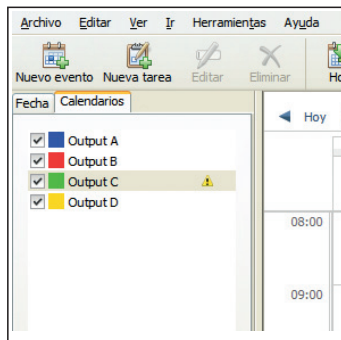 Archivo Editar Ver Ir Herramientas Ayuda
Nuevo evento Nueva tarea Editar Eliminar Ho
Fecha Calendarios
Hoy
Output A
Output B
Output C
Output D
08:00
09:00